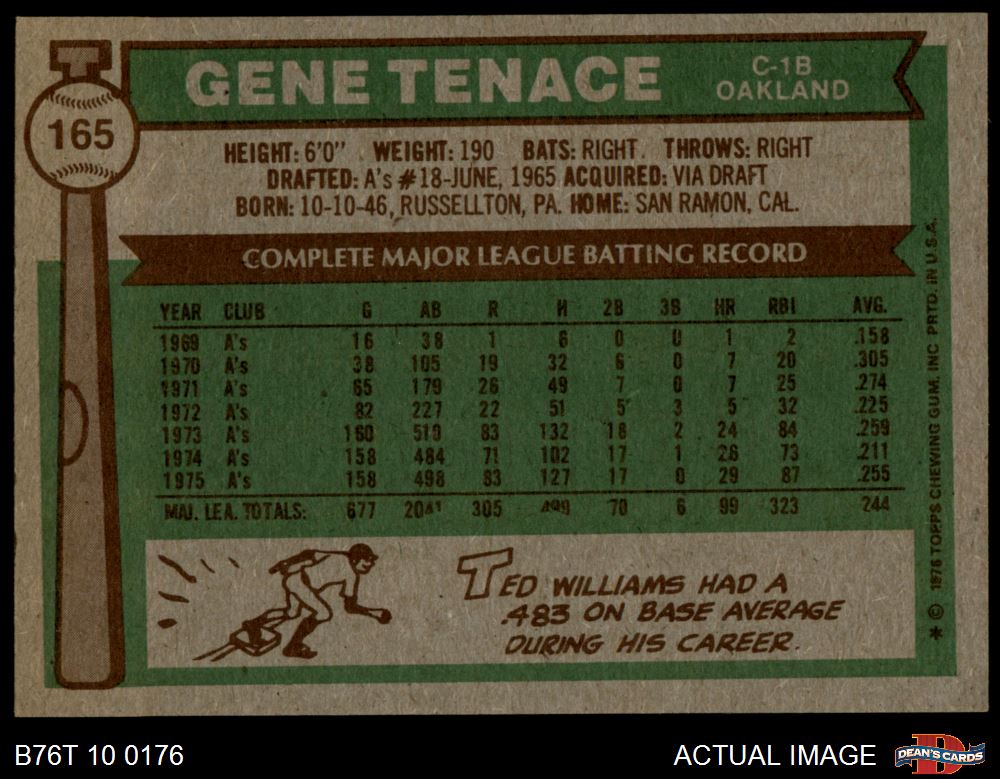 GENE TENACE
C-1B
OAKLAND
165
HEIGHT: 6'0" WEIGHT: 190 BATS: RIGHT. THROWS: RIGHT
DRAFTED: A's #18-JUNE, 1965 ACQUIRED: VIA DRAFT
BORN: 10-10-46, RUSSELLTON, PA. HOME: SAN RAMON, CAL.
COMPLETE MAJOR LEAGUE BATTING RECORD
YEAR CLUB G AB R H 2B 3B HR RBI AVG.
1969 A's 16 38 1 6 0 0 1 2 .158
1970 A's 38 105 19 32 6 0 7 20 .305
1971 A's 65 179 26 49 7 0 7 25 .274
1972 A's 82 227 22 51 5 3 5 32 .225
1973 A's 160 510 83 132 18 2 24 84 .259
1974 A's 158 484 71 102 17 1 26 73 .211
1975 A's 158 498 83 127 17 0 29 87 .255
MAJ. LEA. TOTALS: 677 2041 305 499 70 6 99 323 .244
TED WILLIAMS HAD A
.483 ON BASE AVERAGE
DURING HIS CAREER.
* © 1976 TOPPS CHEWING GUM, INC PRTD. IN U.S.A.
B76T 10 0176
ACTUAL IMAGE
DEAN'S CARDS